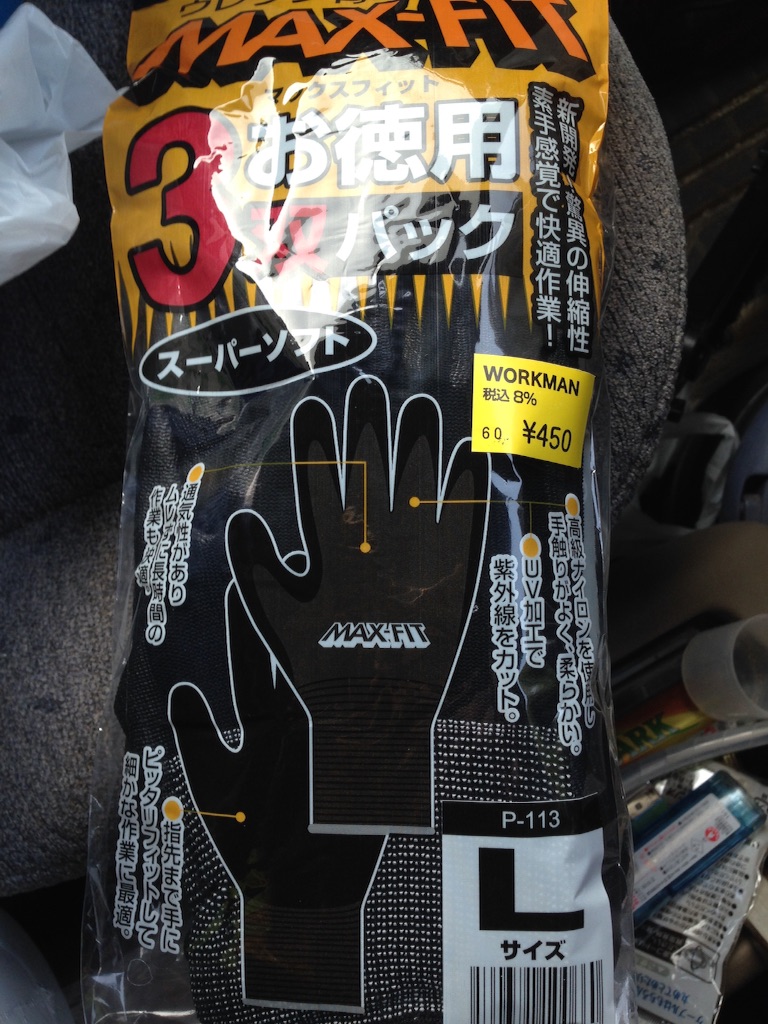 MAX-FIT
マックスフィット
3双
お徳用
パック
新開発!驚異の伸縮性
素手感覚で快適作業!
スーパーソフト
WORKMAN
税込 8%
60. ¥450
通気性があり
ムレずに長時間の
作業も快適。
高級ナイロンを使用し
手触りがよく、柔らかい。
UV加工で
紫外線をカット。
MAX-FIT
指先まで手に
ピッタリフィットして
細かな作業に最適。
P-113
L
サイズ
ARK